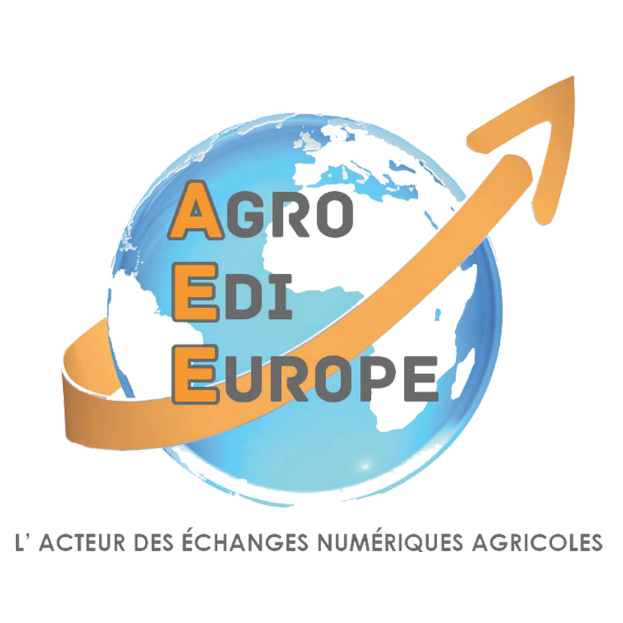 AGRO
EDI
EUROPE
L' ACTEUR DES ÉCHANGES NUMÉRIQUES AGRICOLES